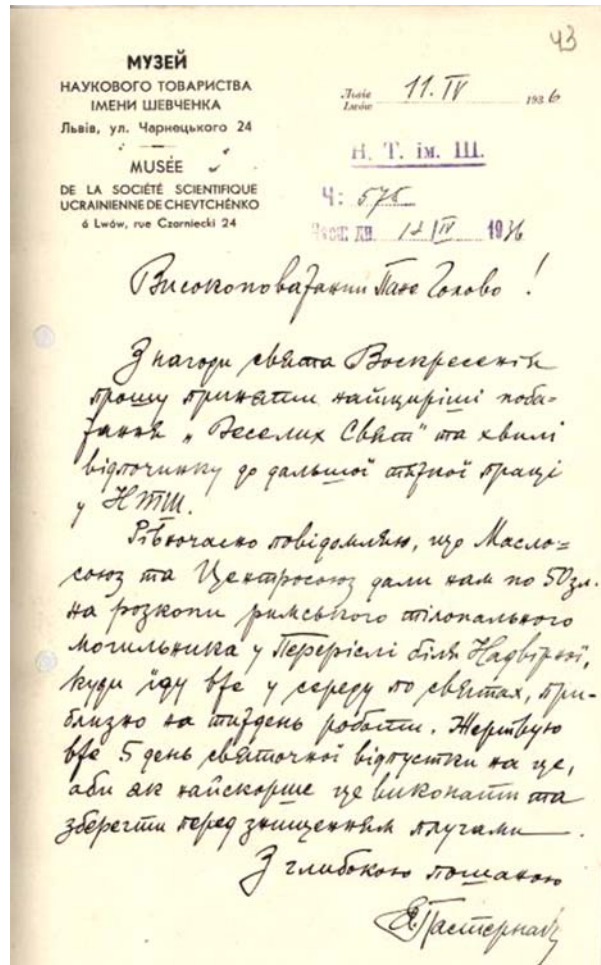 43
МУЗЕЙ
НАУКОВОГО ТОВАРИСТВА
ІМЕНИ ШЕВЧЕНКА
Львів, ул. Чарнецького 24
MUSÉE
DE LA SOCIÉTÉ SCIENTIFIQUE
UCRAINIENNE DE CHEVTCHÉNKO
á Lwów, rue Czarniecki 24
Львів
Lwów 11. IV 1936
Н. Т. ім. Ш.
Ч: 575
дн. 12 IV 1936
Високоповажаний Пане Голово!
З нагоди свята Воскресенія
прошу приняти найщиріші поба-
жання „Веселих Свят" та хвилі
відпочинку до дальшої тяжкої праці
у НТШ.
Рівночасно повідомляю, що Масло=
союз та Центросоюз дали нам по 50 зл.
на розкопи римського тілопального
могильника у Перерослі біля Надвірної,
куди їду вже у середу по святах, при-
близно на тиждень роботи. Жертвую
вже 5 день святочної відпустки на це,
аби як найскорше це виконати та
зберегти перед знищенням плугами.
З глибокою пошаною
Я. Пастернак